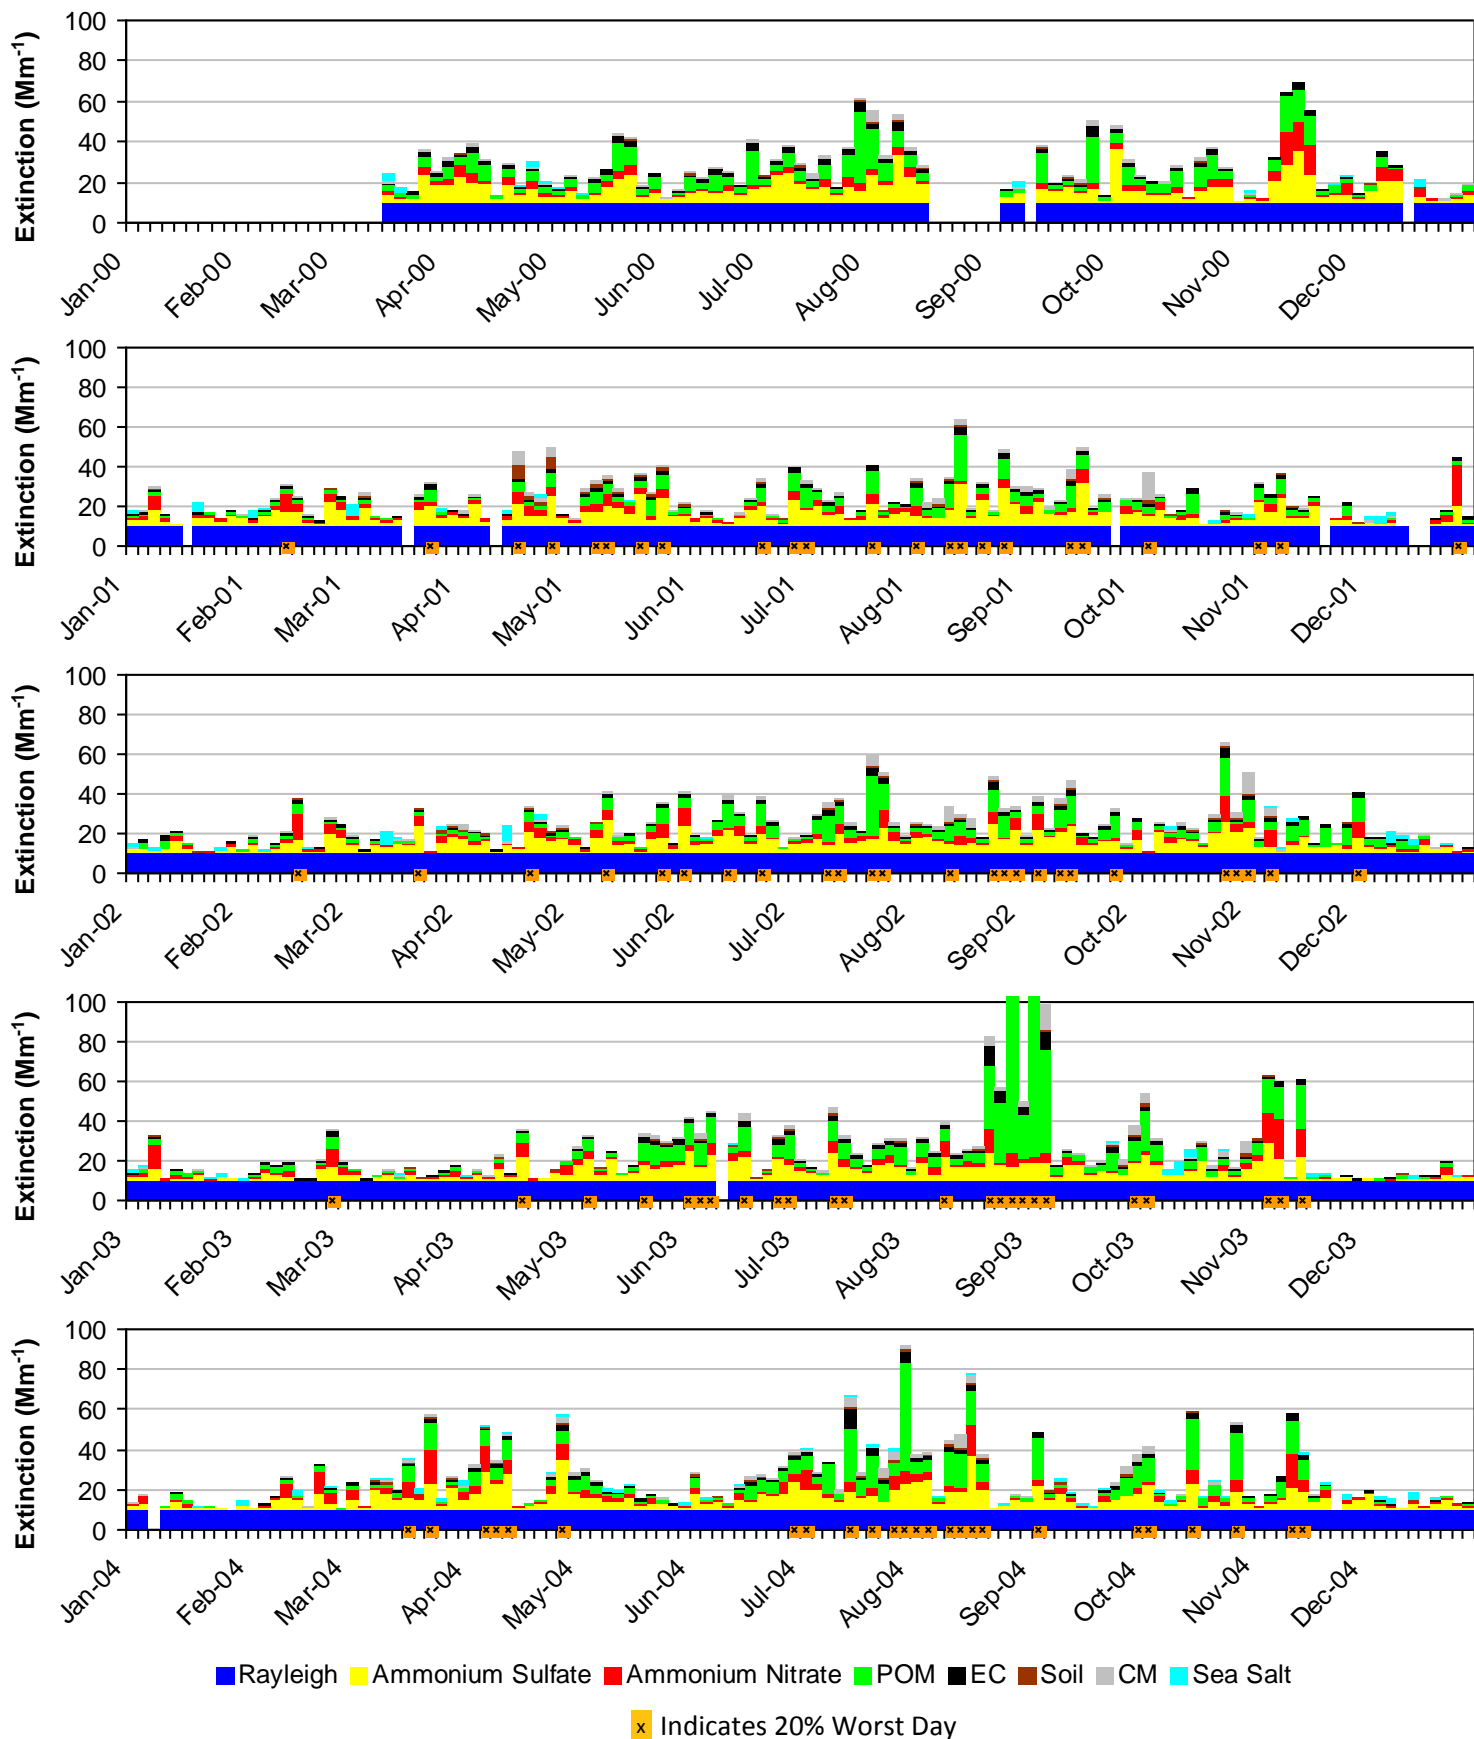 Extinction (Mm-1)
100
80
60
40
20
0
Jan-00 Feb-00 Mar-00 Apr-00 May-00 Jun-00 Jul-00 Aug-00 Sep-00 Oct-00 Nov-00 Dec-00
Extinction (Mm-1)
100
80
60
40
20
0
Jan-01 Feb-01 Mar-01 Apr-01 May-01 Jun-01 Jul-01 Aug-01 Sep-01 Oct-01 Nov-01 Dec-01
Extinction (Mm-1)
100
80
60
40
20
0
Jan-02 Feb-02 Mar-02 Apr-02 May-02 Jun-02 Jul-02 Aug-02 Sep-02 Oct-02 Nov-02 Dec-02
Extinction (Mm-1)
100
80
60
40
20
0
Jan-03 Feb-03 Mar-03 Apr-03 May-03 Jun-03 Jul-03 Aug-03 Sep-03 Oct-03 Nov-03 Dec-03
Extinction (Mm-1)
100
80
60
40
20
0
Jan-04 Feb-04 Mar-04 Apr-04 May-04 Jun-04 Jul-04 Aug-04 Sep-04 Oct-04 Nov-04 Dec-04
Rayleigh Ammonium Sulfate Ammonium Nitrate POM EC Soil CM Sea Salt
x Indicates 20% Worst Day